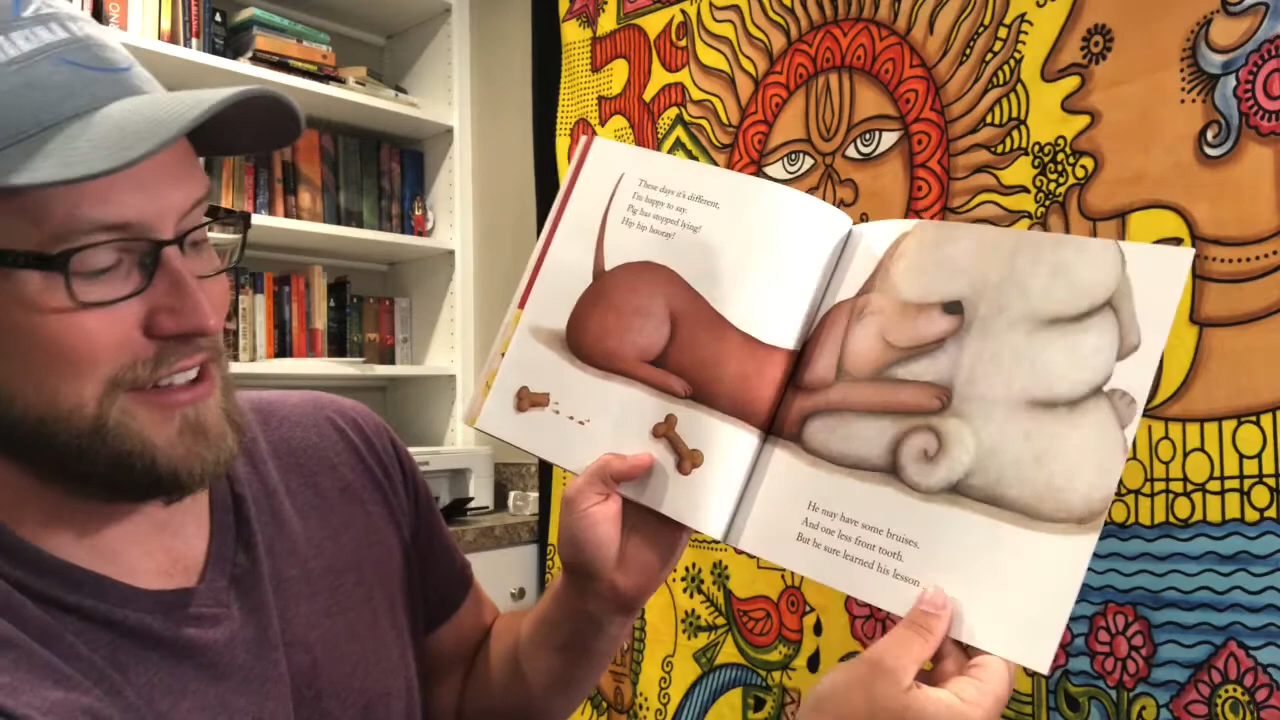 These days it's different,
I'm happy to say.
Pig has stopped lying!
Hip hip hooray!
He may have some bruises.
And one less front tooth.
But he sure learned his lesson